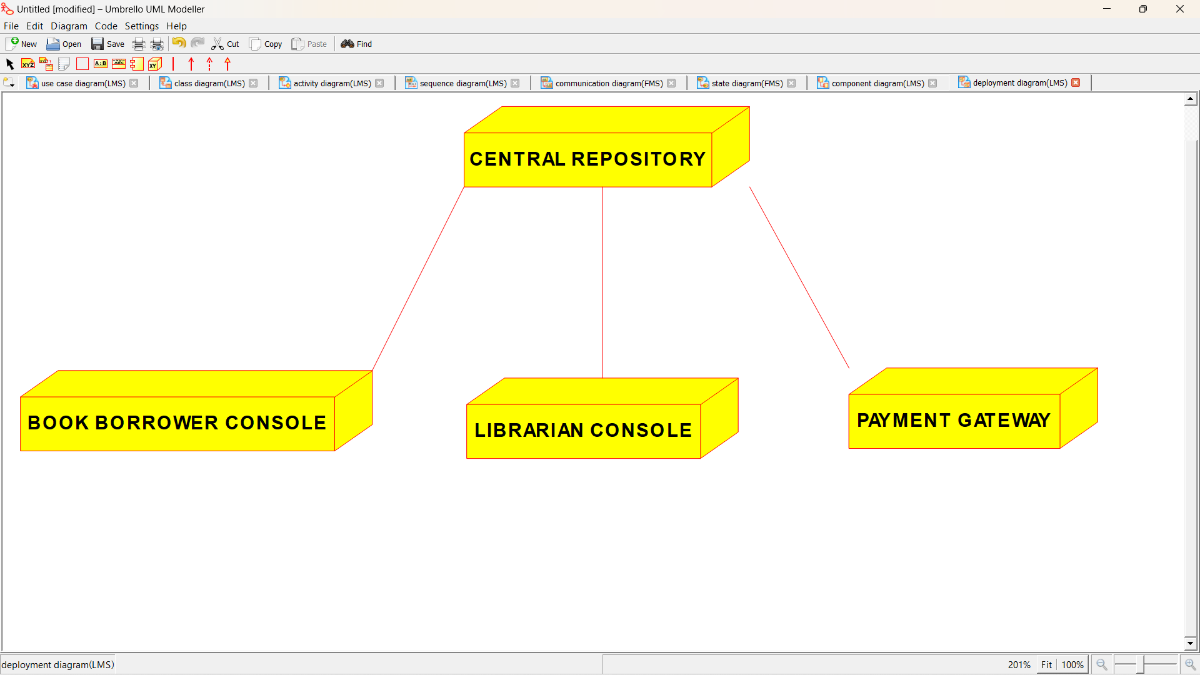 Untitled [modified] – Umbrello UML Modeller
File Edit Diagram Code Settings Help
New Open Save Cut Copy Paste Find
use case diagram(LMS) class diagram(LMS) activity diagram(LMS) sequence diagram(LMS) communication diagram(FMS) state diagram(FMS) component diagram(LMS) deployment diagram(LMS)
CENTRAL REPOSITORY
BOOK BORROWER CONSOLE
LIBRARIAN CONSOLE
PAYMENT GATEWAY
deployment diagram(LMS) 201% Fit 100%